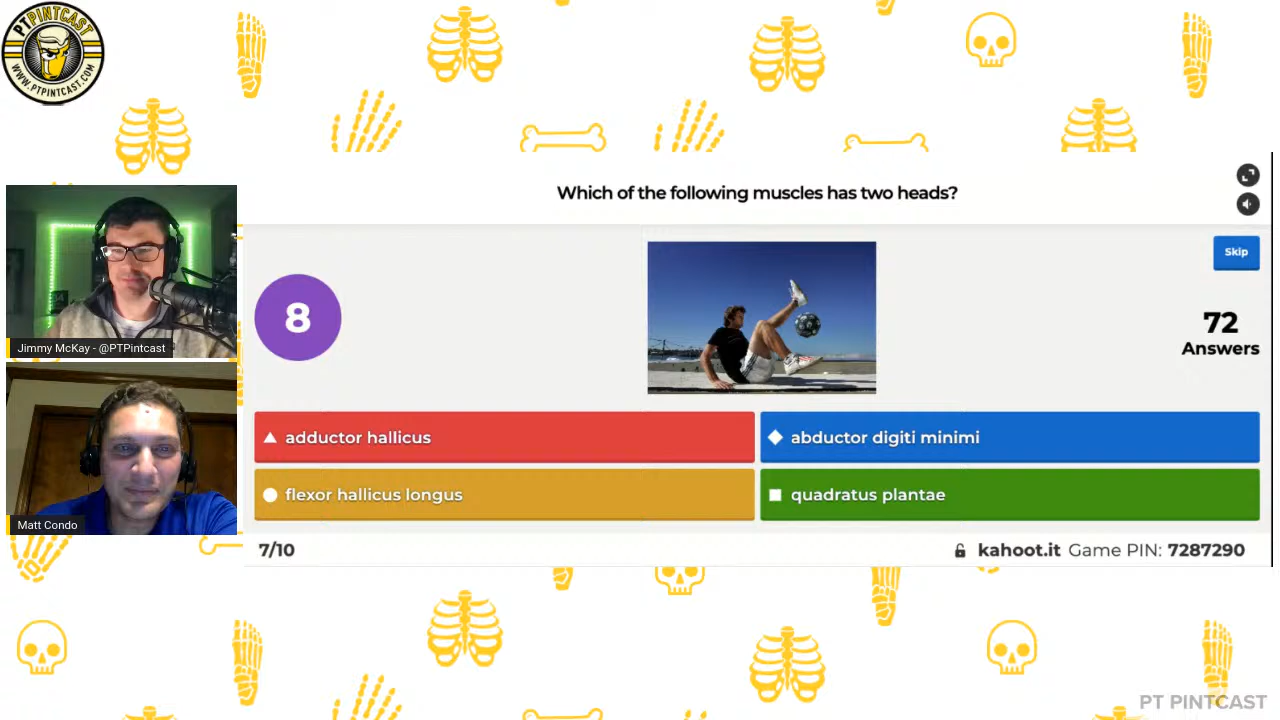 PTPINTCAST
WWW.PTPINTCAST.COM
Which of the following muscles has two heads?
Skip
8
72
Answers
Jimmy McKay - @PTPintcast
adductor hallicus
abductor digiti minimi
flexor hallicus longus
quadratus plantae
Matt Condo
7/10
kahoot.it Game PIN: 7287290
PT PINTCAST